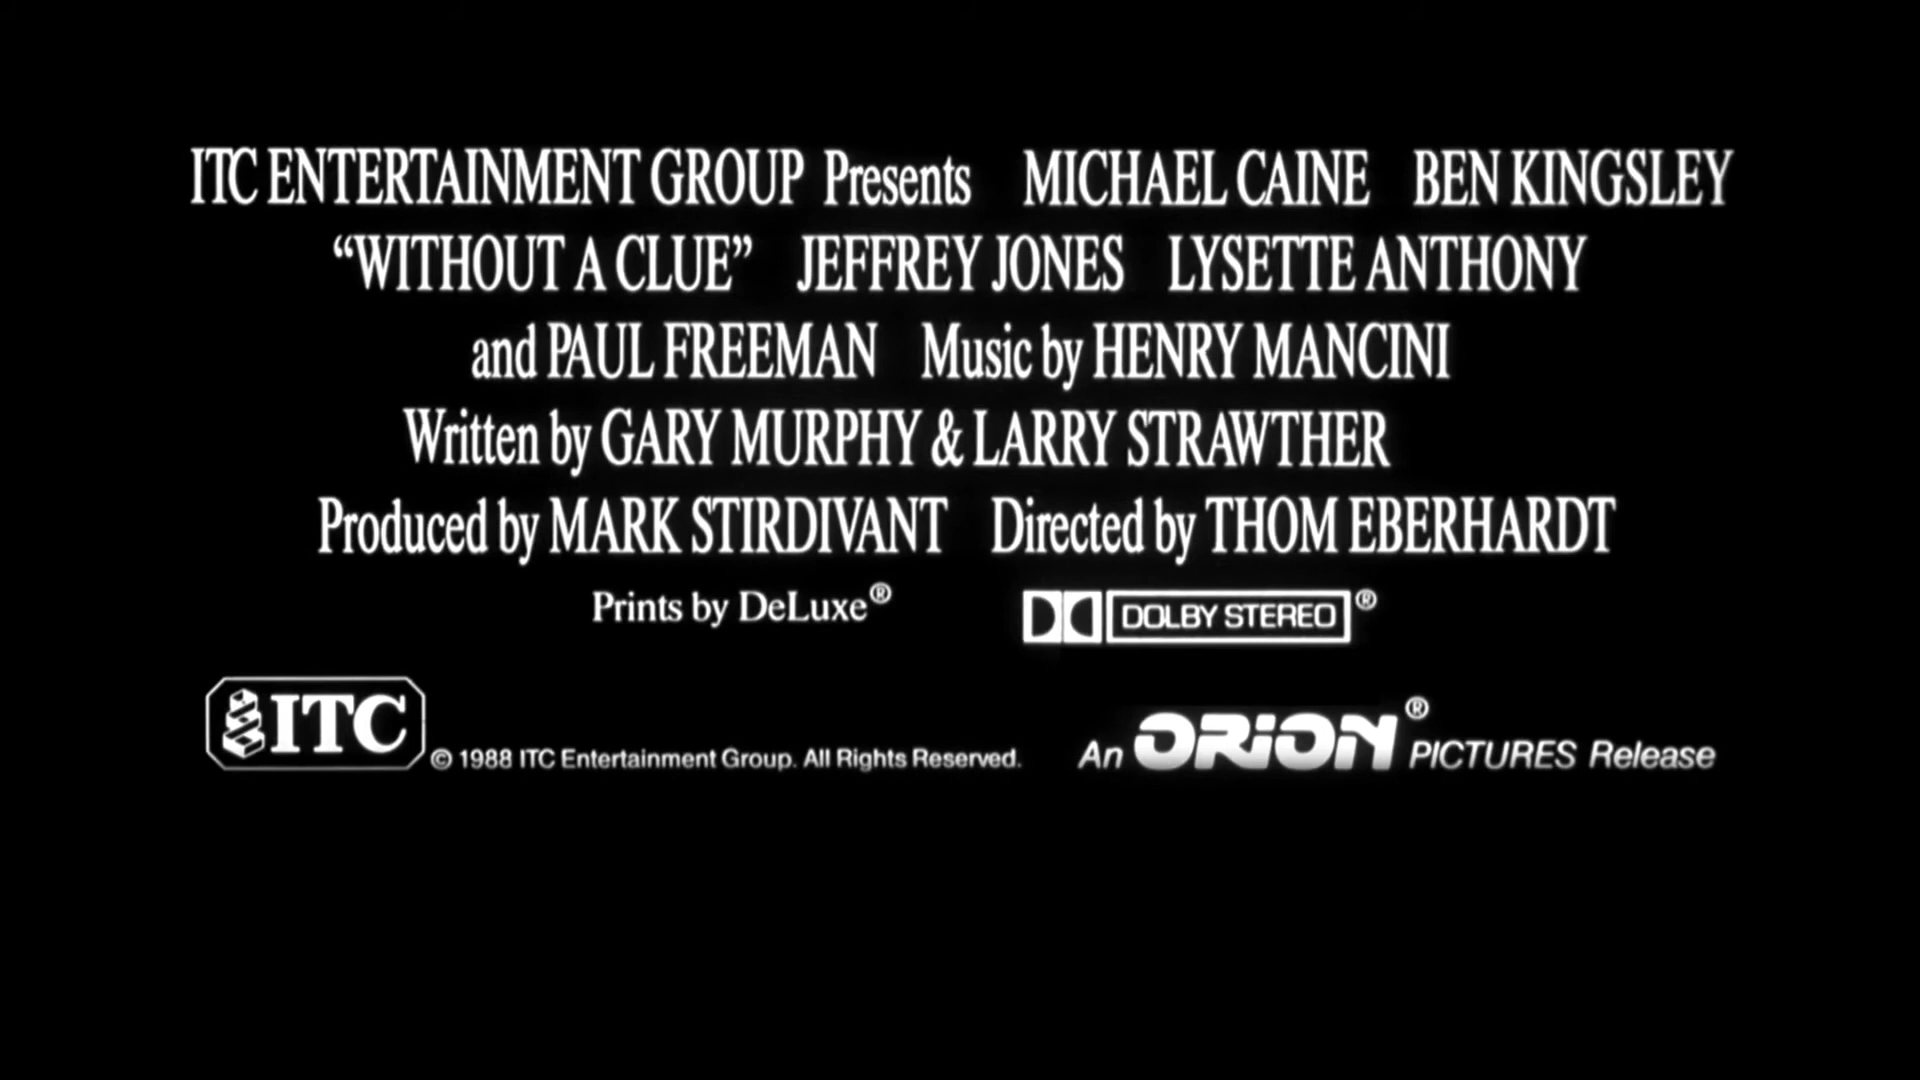 ITC ENTERTAINMENT GROUP Presents MICHAEL CAINE BEN KINGSLEY
“WITHOUT A CLUE” JEFFREY JONES LYSETTE ANTHONY
and PAUL FREEMAN Music by HENRY MANCINI
Written by GARY MURPHY & LARRY STRAWTHER
Produced by MARK STIRDIVANT Directed by THOM EBERHARDT
Prints by DeLuxe® DOLBY STEREO ®
ITC © 1988 ITC Entertainment Group. All Rights Reserved. An ORION® PICTURES Release